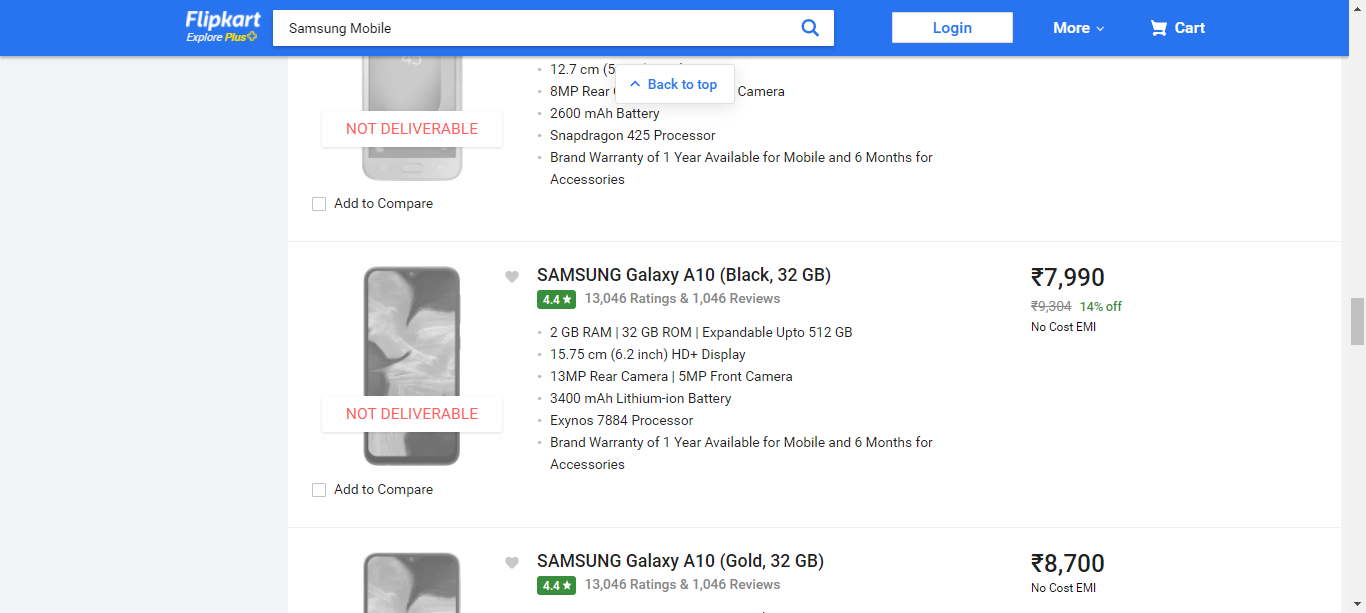 Flipkart
Explore Plus
Samsung Mobile
Login
More
Cart
Back to top
45
12.7 cm (5
8MP Rear Camera
2600 mAh Battery
Snapdragon 425 Processor
Brand Warranty of 1 Year Available for Mobile and 6 Months for
Accessories
NOT DELIVERABLE
Add to Compare
SAMSUNG Galaxy A10 (Black, 32 GB)
4.4★ 13,046 Ratings & 1,046 Reviews
2 GB RAM | 32 GB ROM | Expandable Upto 512 GB
15.75 cm (6.2 inch) HD+ Display
13MP Rear Camera | 5MP Front Camera
3400 mAh Lithium-ion Battery
Exynos 7884 Processor
Brand Warranty of 1 Year Available for Mobile and 6 Months for
Accessories
₹7,990
₹9,304 14% off
No Cost EMI
NOT DELIVERABLE
Add to Compare
SAMSUNG Galaxy A10 (Gold, 32 GB)
4.4★ 13,046 Ratings & 1,046 Reviews
₹8,700
No Cost EMI